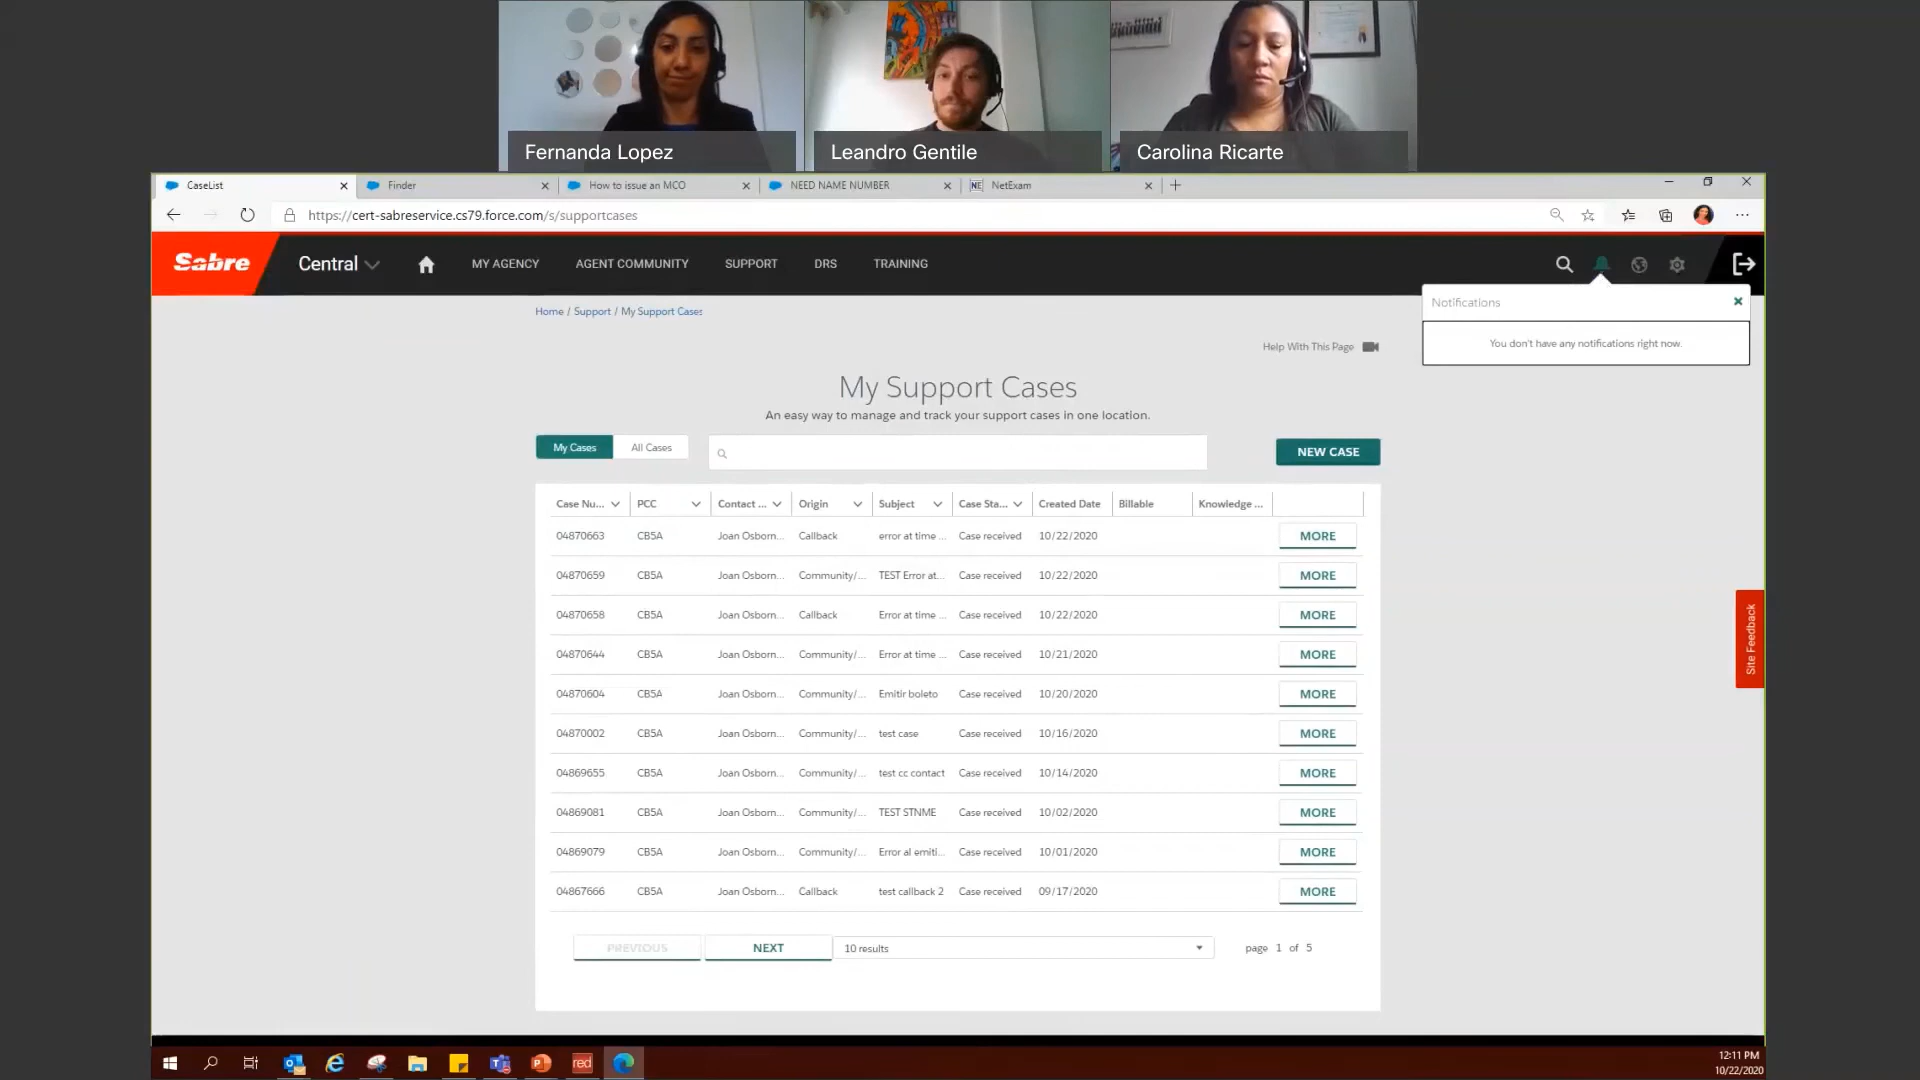 Fernanda Lopez
Leandro Gentile
Carolina Ricarte
CaseList
Finder
How to issue an MCO
NEED NAME NUMBER
NE NetExam
https://cert-sabreservice.cs79.force.com/s/supportcases
Sabre Central MY AGENCY AGENT COMMUNITY SUPPORT DRS TRAINING
Notifications
You don't have any notifications right now.
Home / Support / My Support Cases
Help With This Page
My Support Cases
An easy way to manage and track your support cases in one location.
My Cases All Cases NEW CASE
Case Nu... PCC Contact ... Origin Subject Case Sta... Created Date Billable Knowledge ...
04870663 CB5A Joan Osborn... Callback error at time ... Case received 10/22/2020 MORE
04870659 CB5A Joan Osborn... Community/... TEST Error at... Case received 10/22/2020 MORE
04870658 CB5A Joan Osborn... Callback Error at time ... Case received 10/22/2020 MORE
04870644 CB5A Joan Osborn... Community/... Error at time ... Case received 10/21/2020 MORE
04870604 CB5A Joan Osborn... Community/... Emitir boleto Case received 10/20/2020 MORE
04870002 CB5A Joan Osborn... Community/... test case Case received 10/16/2020 MORE
04869655 CB5A Joan Osborn... Community/... test cc contact Case received 10/14/2020 MORE
04869081 CB5A Joan Osborn... Community/... TEST STNME Case received 10/02/2020 MORE
04869079 CB5A Joan Osborn... Community/... Error al emiti... Case received 10/01/2020 MORE
04867666 CB5A Joan Osborn... Callback test callback 2 Case received 09/17/2020 MORE
PREVIOUS NEXT 10 results page 1 of 5
Site Feedback
red
12:11 PM
10/22/2020